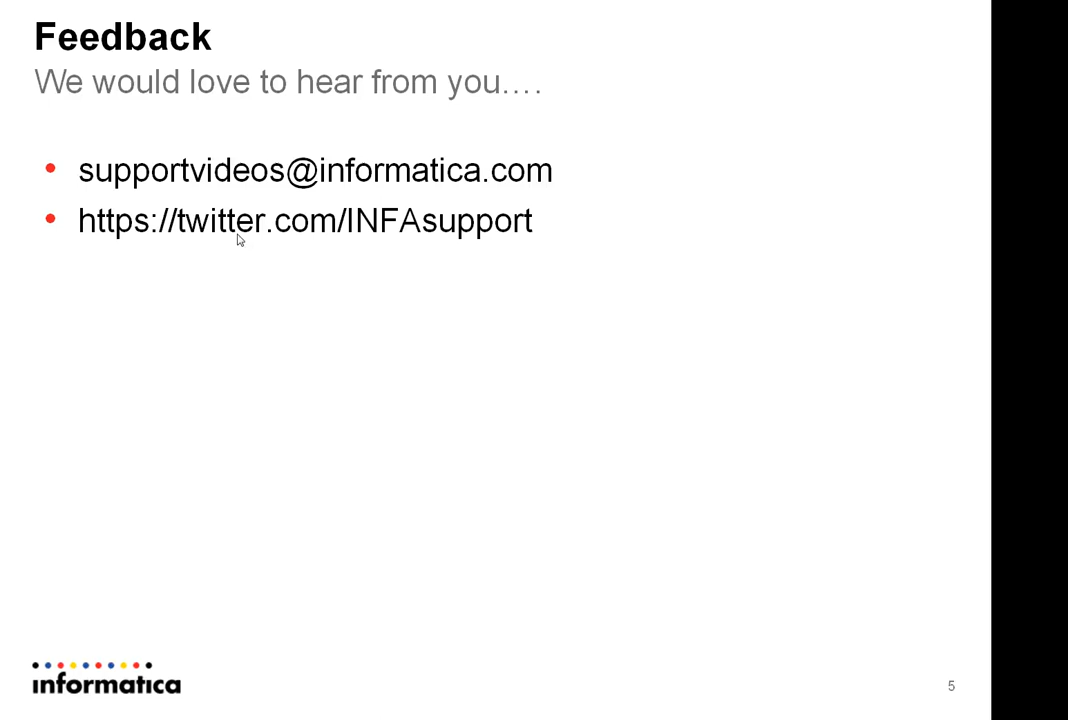 Feedback
We would love to hear from you....
• supportvideos@informatica.com
• https://twitter.com/INFAsupport
informatica
5